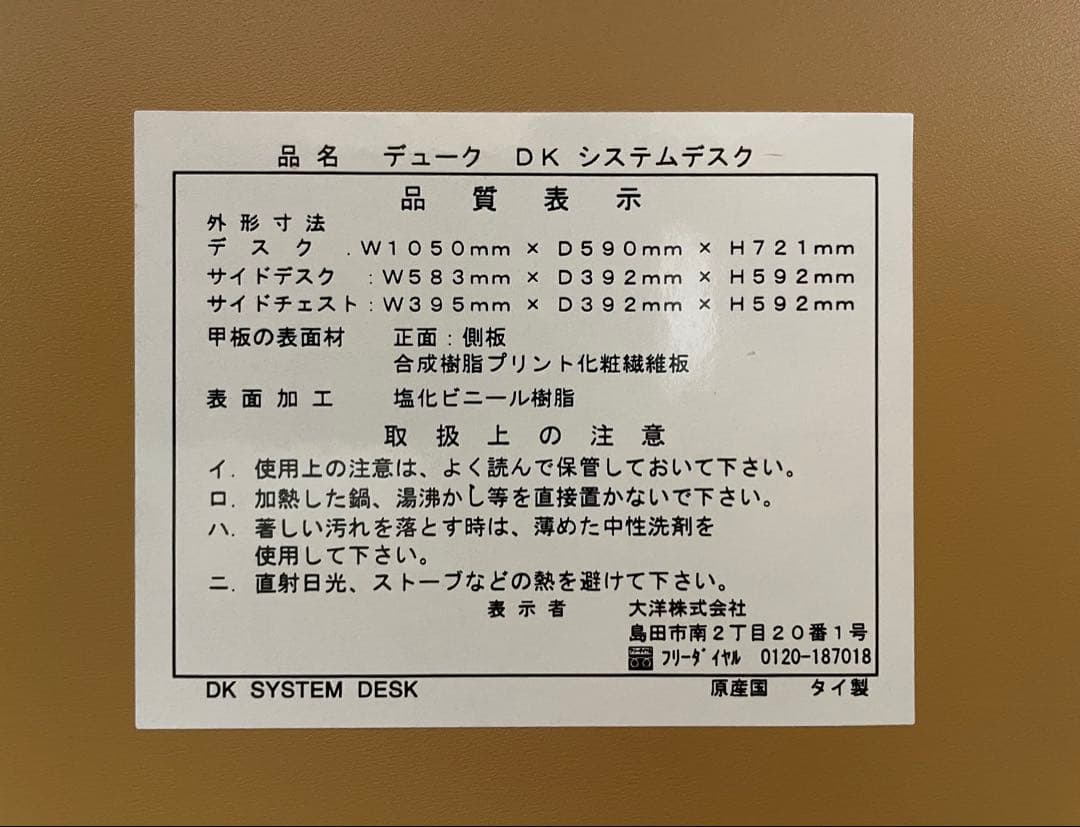 品名 デューク DK システムデスク
品質表示
外形寸法
デスク .W1050mm × D590mm × H721mm
サイドデスク :W583mm × D392mm × H592mm
サイドチェスト:W395mm × D392mm × H592mm
甲板の表面材 正面:側板
合成樹脂プリント化粧繊維板
表面加工 塩化ビニール樹脂
取扱上の注意
イ. 使用上の注意は、よく読んで保管しておいて下さい。
ロ. 加熱した鍋、湯沸かし等を直接置かないで下さい。
ハ. 著しい汚れを落とす時は、薄めた中性洗剤を
使用して下さい。
ニ. 直射日光、ストーブなどの熱を避けて下さい。
表示者 大洋株式会社
島田市南2丁目20番1号
フリーダイヤル 0120-187018
DK SYSTEM DESK 原産国 タイ製